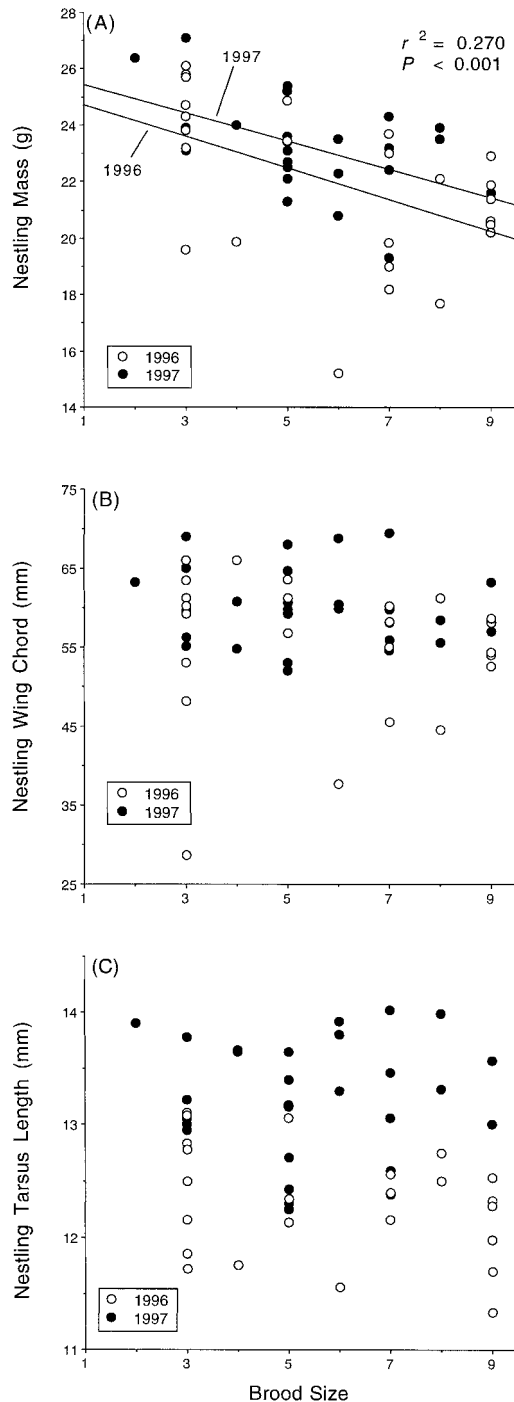 (A)
r ² = 0.270
P < 0.001
1997
1996
Nestling Mass (g)
28
26
24
22
20
18
16
14
1996
1997
1 3 5 7 9
(B)
Nestling Wing Chord (mm)
75
65
55
45
35
25
1996
1997
1 3 5 7 9
(C)
Nestling Tarsus Length (mm)
14
13
12
11
1996
1997
1 3 5 7 9
Brood Size